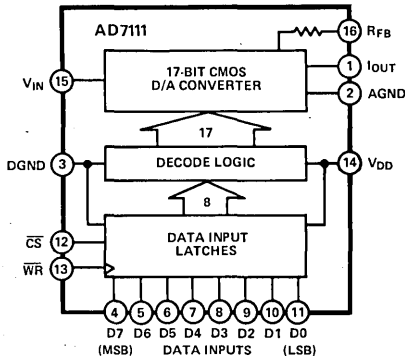 AD7111
16 RFB
17-BIT CMOS
D/A CONVERTER
1 IOUT
VIN 15
2 AGND
17
DGND 3
DECODE LOGIC
14 VDD
8
DATA INPUT
LATCHES
CS 12
WR 13
4 5 6 7 8 9 10 11
D7 D6 D5 D4 D3 D2 D1 D0
(MSB) DATA INPUTS (LSB)